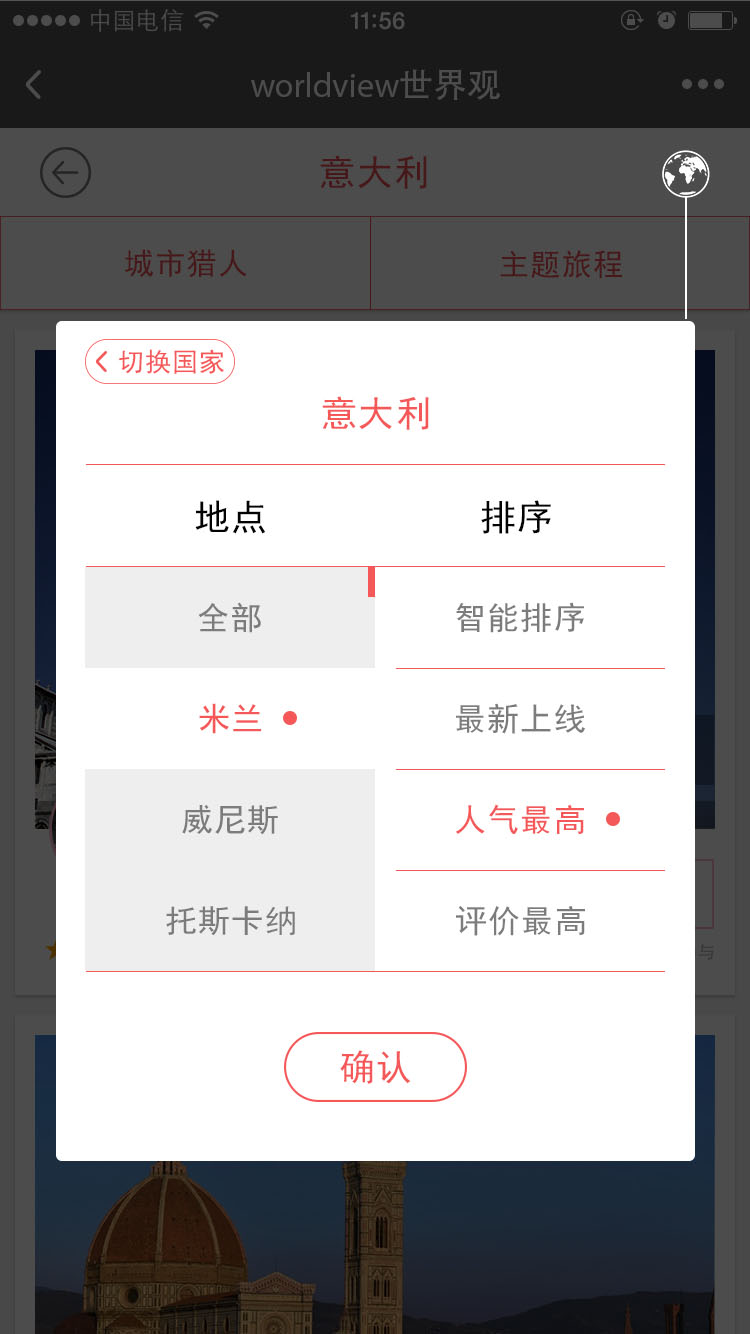 中国电信
11:56
worldview世界观
意大利
城市猎人
主题旅程
切换国家
意大利
地点
排序
全部
智能排序
米兰
最新上线
威尼斯
人气最高
托斯卡纳
评价最高
与
确认